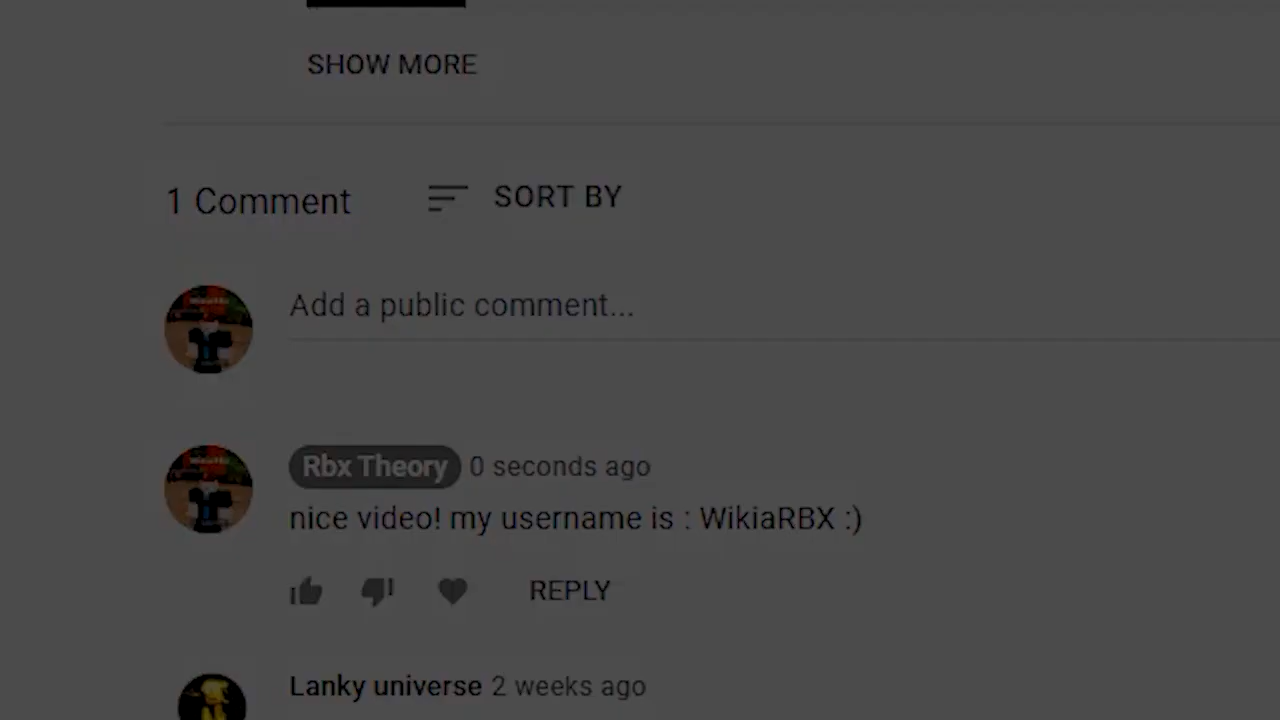 SHOW MORE
1 Comment
SORT BY
Add a public comment...
Rbx Theory 0 seconds ago
nice video! my username is : WikiaRBX :)
REPLY
Lanky universe 2 weeks ago